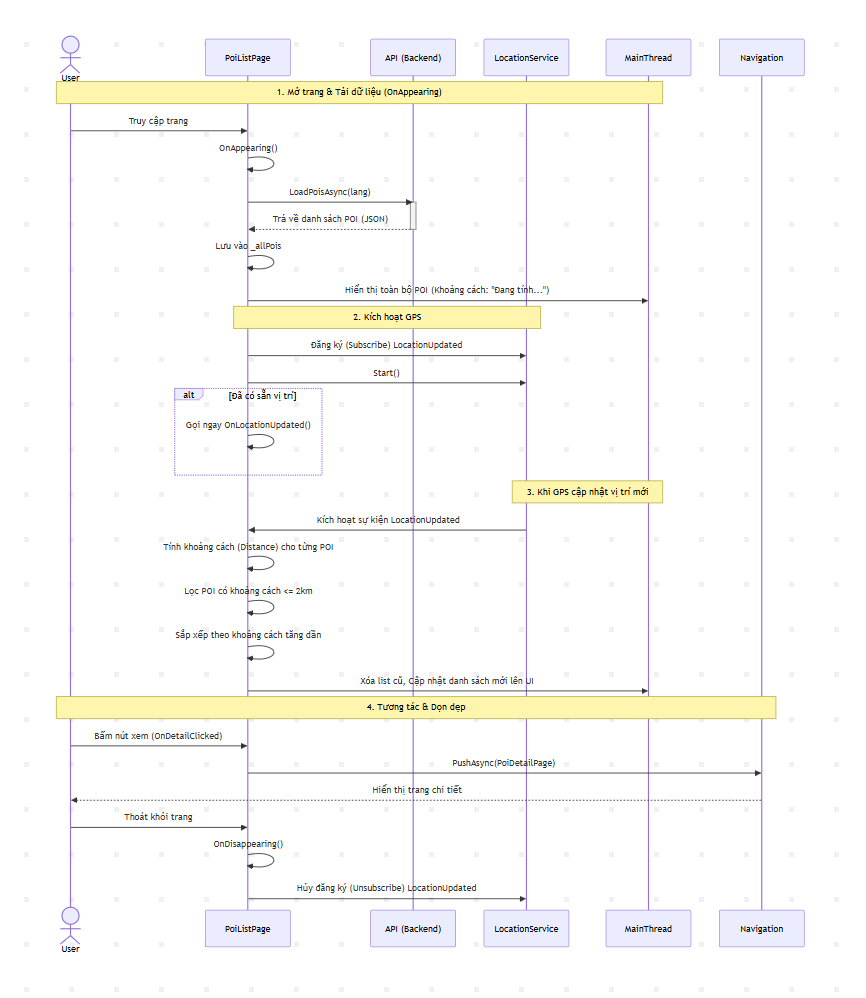 User
PoiListPage
API (Backend)
LocationService
MainThread
Navigation
1. Mở trang & Tải dữ liệu (OnAppearing)
Truy cập trang
OnAppearing()
LoadPoisAsync(lang)
Trả về danh sách POI (JSON)
Lưu vào _allPois
Hiển thị toàn bộ POI (Khoảng cách: "Đang tính...")
2. Kích hoạt GPS
Đăng ký (Subscribe) LocationUpdated
Start()
alt
[Đã có sẵn vị trí]
Gọi ngay OnLocationUpdated()
3. Khi GPS cập nhật vị trí mới
Kích hoạt sự kiện LocationUpdated
Tính khoảng cách (Distance) cho từng POI
Lọc POI có khoảng cách <= 2km
Sắp xếp theo khoảng cách tăng dần
Xóa list cũ, Cập nhật danh sách mới lên UI
4. Tương tác & Dọn dẹp
Bấm nút xem (OnDetailClicked)
PushAsync(PoiDetailPage)
Hiển thị trang chi tiết
Thoát khỏi trang
OnDisappearing()
Hủy đăng ký (Unsubscribe) LocationUpdated
User
PoiListPage
API (Backend)
LocationService
MainThread
Navigation